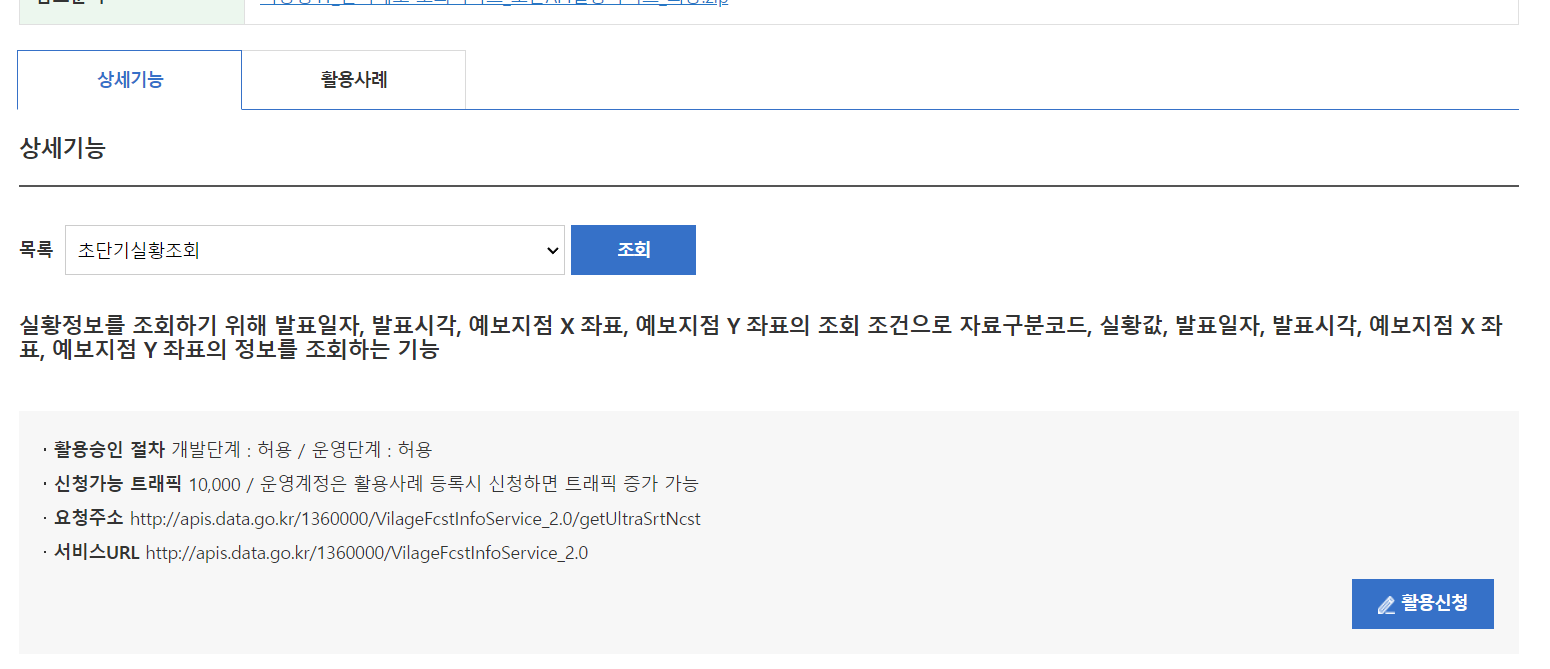 상세기능
활용사례
상세기능
목록 초단기실황조회 조회
실황정보를 조회하기 위해 발표일자, 발표시각, 예보지점 X 좌표, 예보지점 Y 좌표의 조회 조건으로 자료구분코드, 실황값, 발표일자, 발표시각, 예보지점 X 좌
표, 예보지점 Y 좌표의 정보를 조회하는 기능
· 활용승인 절차 개발단계 : 허용 / 운영단계 : 허용
· 신청가능 트래픽 10,000 / 운영계정은 활용사례 등록시 신청하면 트래픽 증가 가능
· 요청주소 http://apis.data.go.kr/1360000/VilageFcstInfoService_2.0/getUltraSrtNcst
· 서비스URL http://apis.data.go.kr/1360000/VilageFcstInfoService_2.0
활용신청